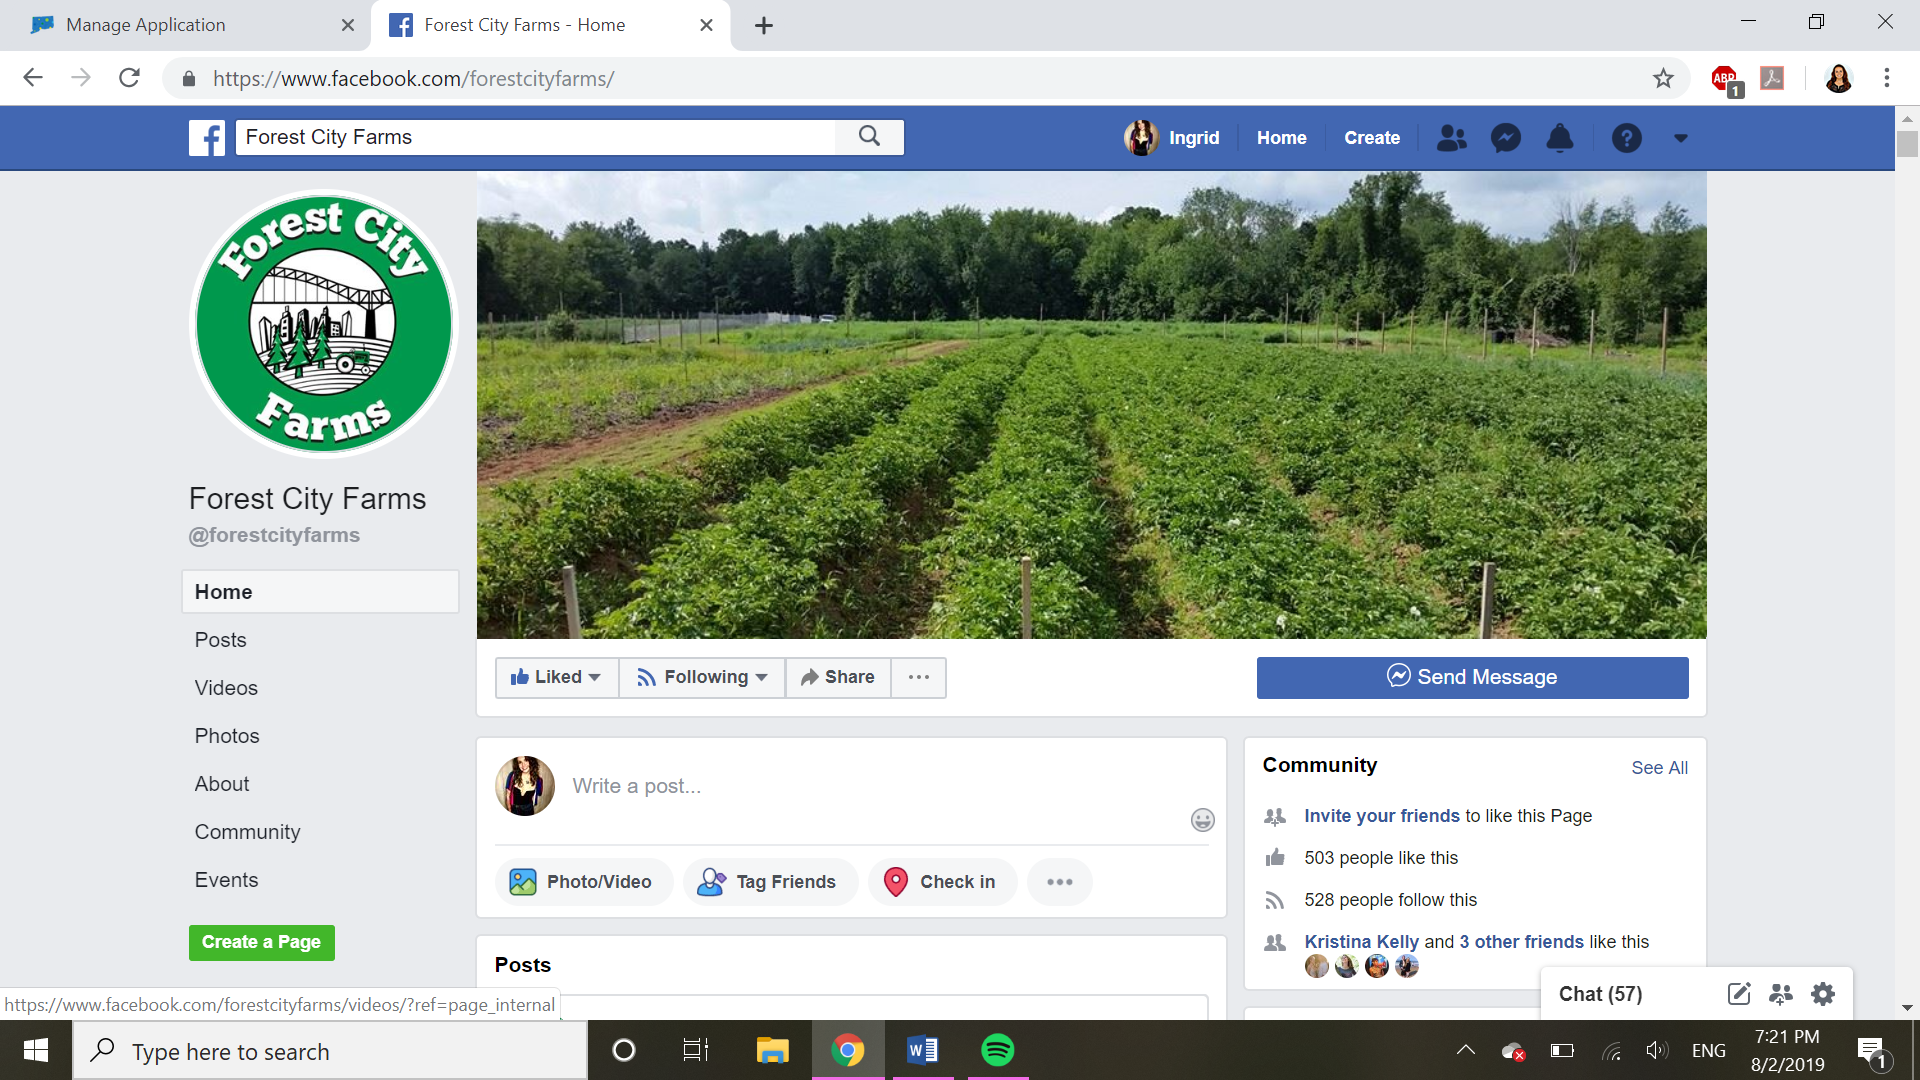 Manage Application
Forest City Farms - Home
https://www.facebook.com/forestcityfarms/
ABP
1
f
Forest City Farms
Ingrid
Home
Create
?
Forest City
Farms
Forest City Farms
@forestcityfarms
Home
Posts
Videos
Photos
About
Community
Events
Create a Page
Liked
Following
Share
...
Send Message
Write a post...
Photo/Video
Tag Friends
Check in
...
Posts
Community
See All
Invite your friends to like this Page
503 people like this
528 people follow this
Kristina Kelly and 3 other friends like this
Chat (57)
https://www.facebook.com/forestcityfarms/videos/?ref=page_internal
Type here to search
W
ENG
7:21 PM
8/2/2019
1